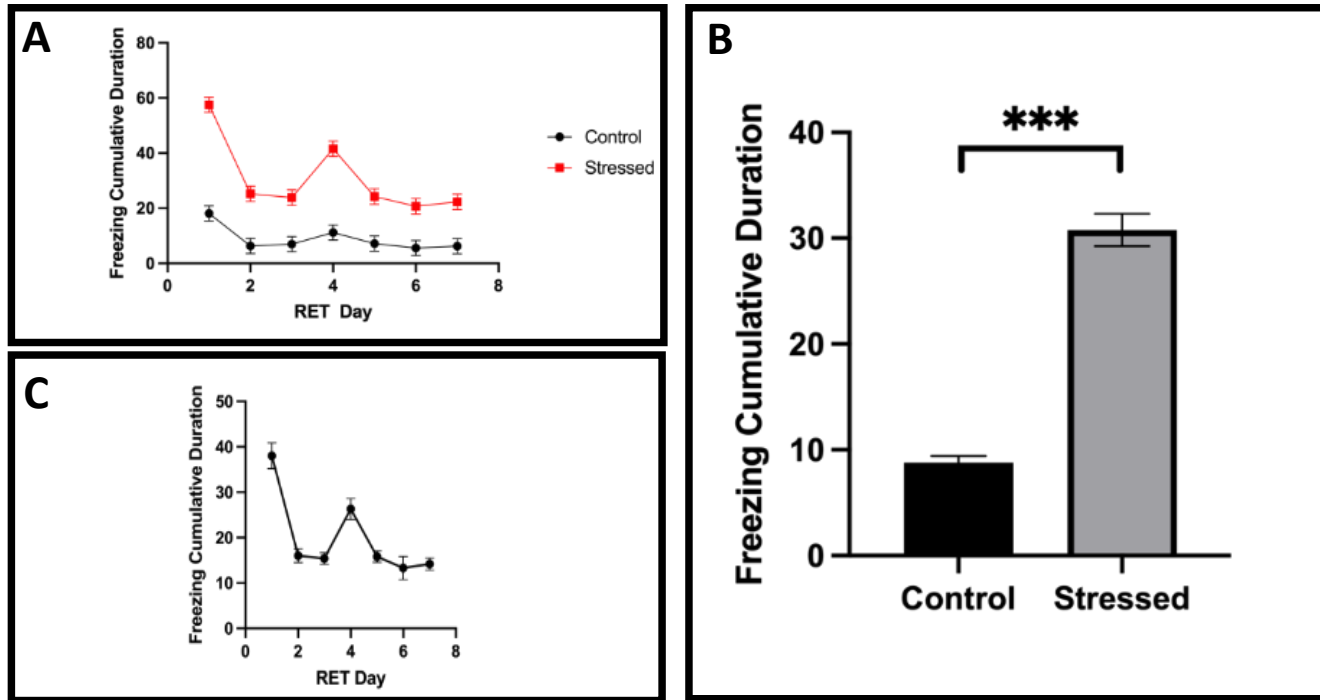 A
Freezing Cumulative Duration
80
60
40
20
0
0 2 4 6 8
RET Day
Control
Stressed
B
Freezing Cumulative Duration
***
40
30
20
10
0
Control Stressed
C
Freezing Cumulative Duration
50
40
30
20
10
0
0 2 4 6 8
RET Day